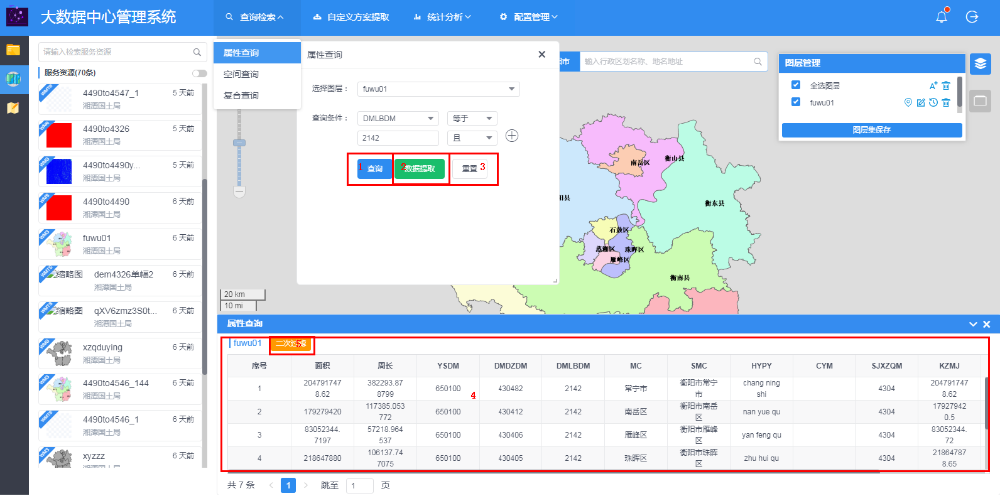 大数据中心管理系统
查询检索
自定义方案提取
统计分析
配置管理
请输入检索服务资源
服务资源(70条)
WMTS
4490to4547_1
5 天前
湘潭国土局
WMS
4490to4326
5 天前
湘潭国土局
WMS
4490to4490y...
5 天前
湘潭国土局
WMS
4490to4490
6 天前
湘潭国土局
WMS
fuwu01
6 天前
湘潭国土局
WMTS
缩略图
dem4326单幅2
6 天前
湘潭国土局
WMTS
缩略图
qXV6zmz3S0t...
6 天前
湘潭国土局
WMS
xzqduying
6 天前
湘潭国土局
WMS
4490to4546_144
6 天前
湘潭国土局
WMTS
4490to4546_1
6 天前
湘潭国土局
WMS
xyzzz
6 天前
属性查询
空间查询
复合查询
属性查询
选择图层：
fuwu01
查询条件：
DMLBDM
等于
2142
且
1
查询
2
数据提取
重置
3
市
输入行政区划名称、地名地址
图层管理
全选图层
fuwu01
图层集保存
南岳区
衡山县
衡东县
阳县
石鼓区
蒸湘区
珠晖区
雁峰区
衡南县
20 km
10 mi
属性查询
fuwu01
二次过滤
5
序号 面积 周长 YSDM DMDZDM DMLBDM MC SMC HYPY CYM SJXZQM KZMJ
1 2047917478.62 382293.878799 650100 430482 2142 常宁市 衡阳市常宁市 chang ning shi 4304 2047917478.62
4
2 179279420 117385.053772 650100 430412 2142 南岳区 衡阳市南岳区 nan yue qu 4304 179279420.5
3 83052344.7197 57218.964537 650100 430406 2142 雁峰区 衡阳市雁峰区 yan feng qu 4304 83052344.72
4 218647880 106137.747075 650100 430405 2142 珠晖区 衡阳市珠晖区 zhu hui qu 4304 218647878.65
共 7 条
1
跳至
1
页